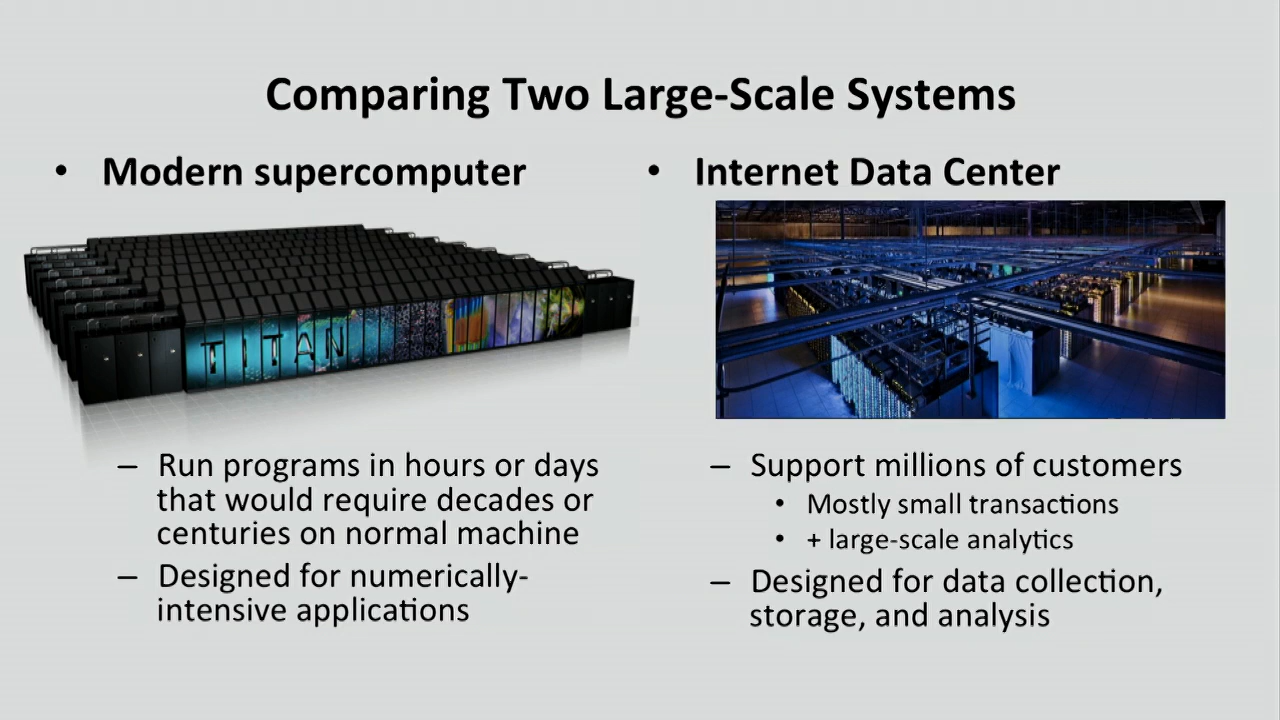 Comparing Two Large-Scale Systems
• Modern supercomputer
TITAN
– Run programs in hours or days
that would require decades or
centuries on normal machine
– Designed for numerically-
intensive applications
• Internet Data Center
– Support millions of customers
• Mostly small transactions
• + large-scale analytics
– Designed for data collection,
storage, and analysis